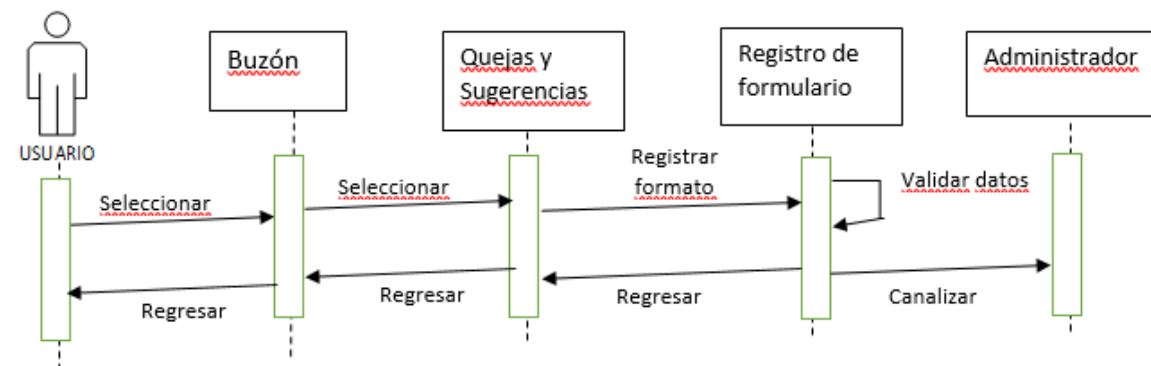 Buzón
Quejas y
Sugerencias
Registro de
formulario
Administrador
USUARIO
Seleccionar
Seleccionar
Registrar
formato
Validar datos
Regresar
Regresar
Regresar
Canalizar